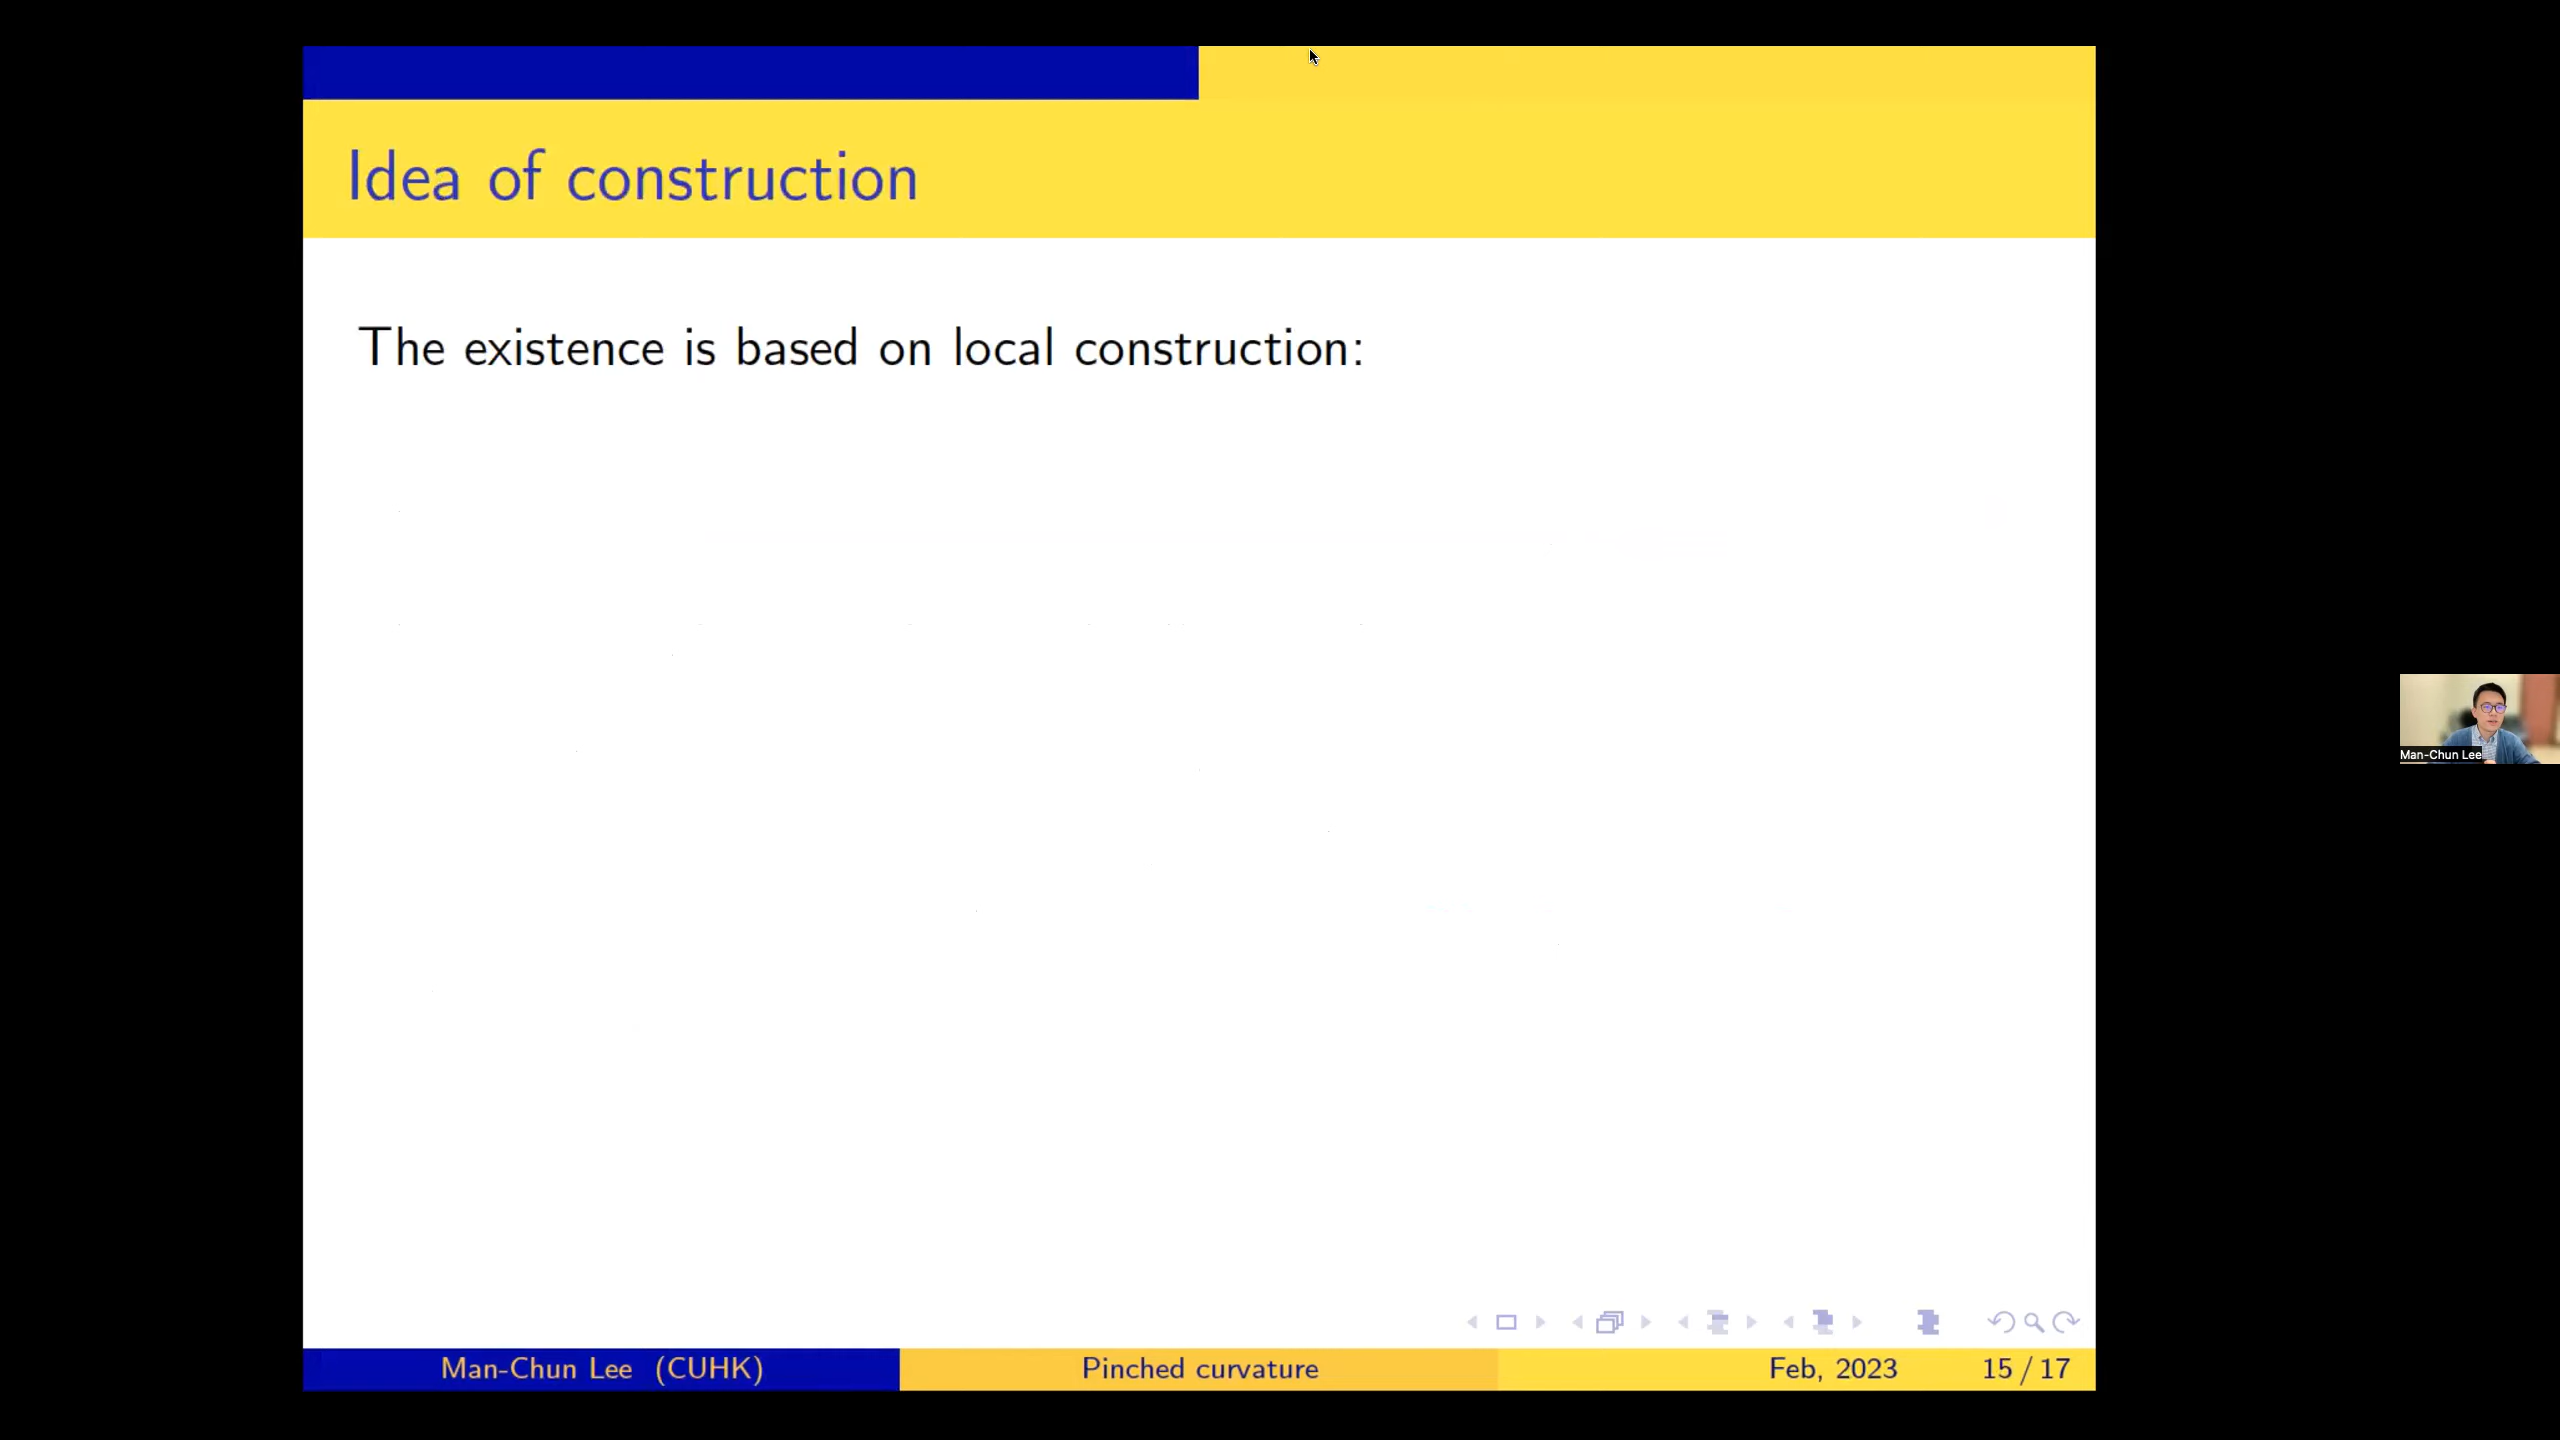 Idea of construction
The existence is based on local construction:
Man-Chun Lee
Man-Chun Lee (CUHK)
Pinched curvature
Feb, 2023
15 / 17